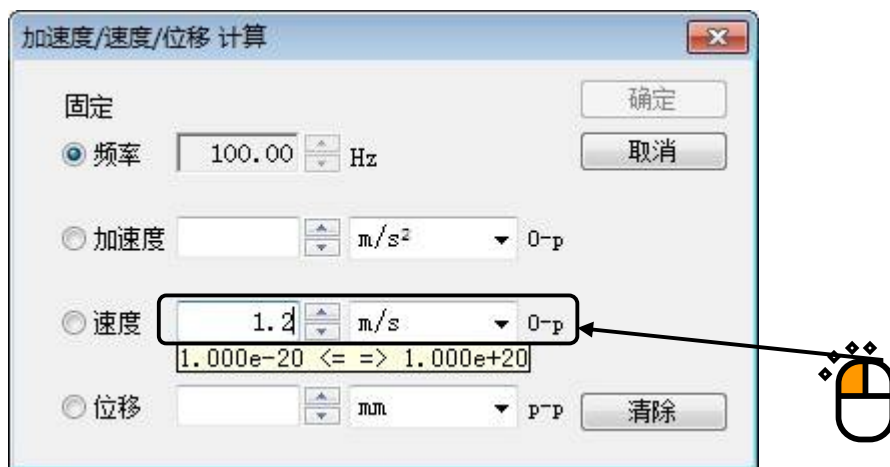 加速度/速度/位移 计算
固定
确定
频率 100.00 Hz
取消
加速度 m/s² 0-p
速度 1.2 m/s 0-p
1.000e-20 <= => 1.000e+20
位移 mm p-p 清除